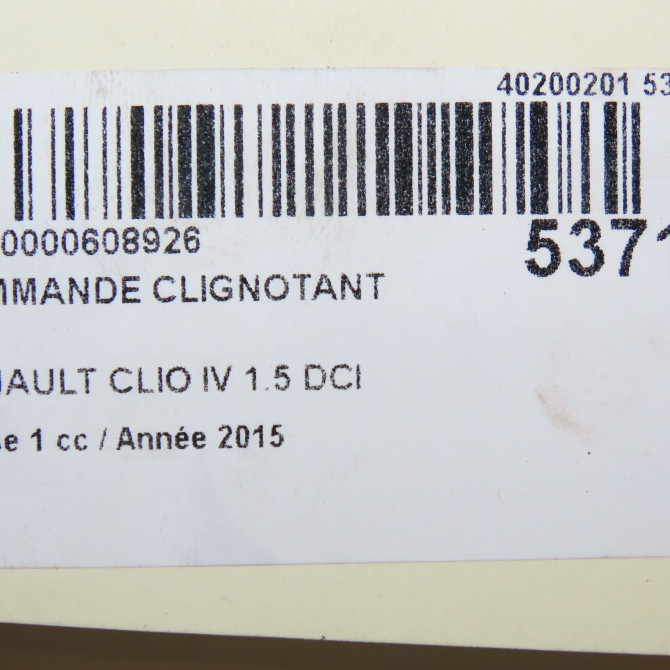 40200201 53
0000608926
5371
MMANDE CLIGNOTANT
AULT CLIO IV 1.5 DCI
e 1 cc / Année 2015